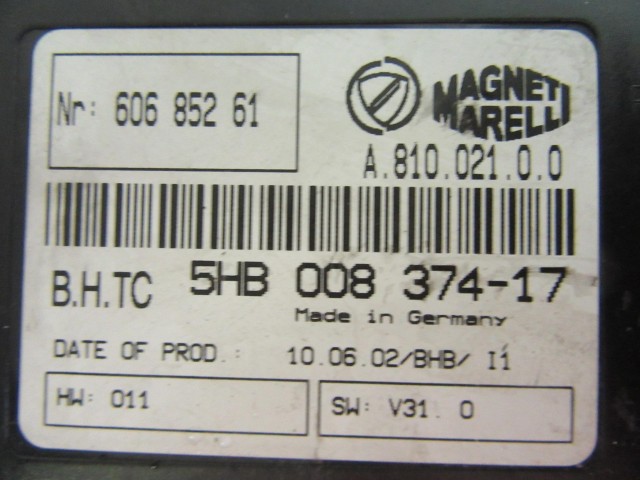 Nr: 606 852 61
MAGNETI
MARELLI
A.810.021.0.0
B.H.TC 5HB 008 374-17
Made in Germany
DATE OF PROD.: 10.06.02/BHB/ I1
HW: 011
SW: V31. 0